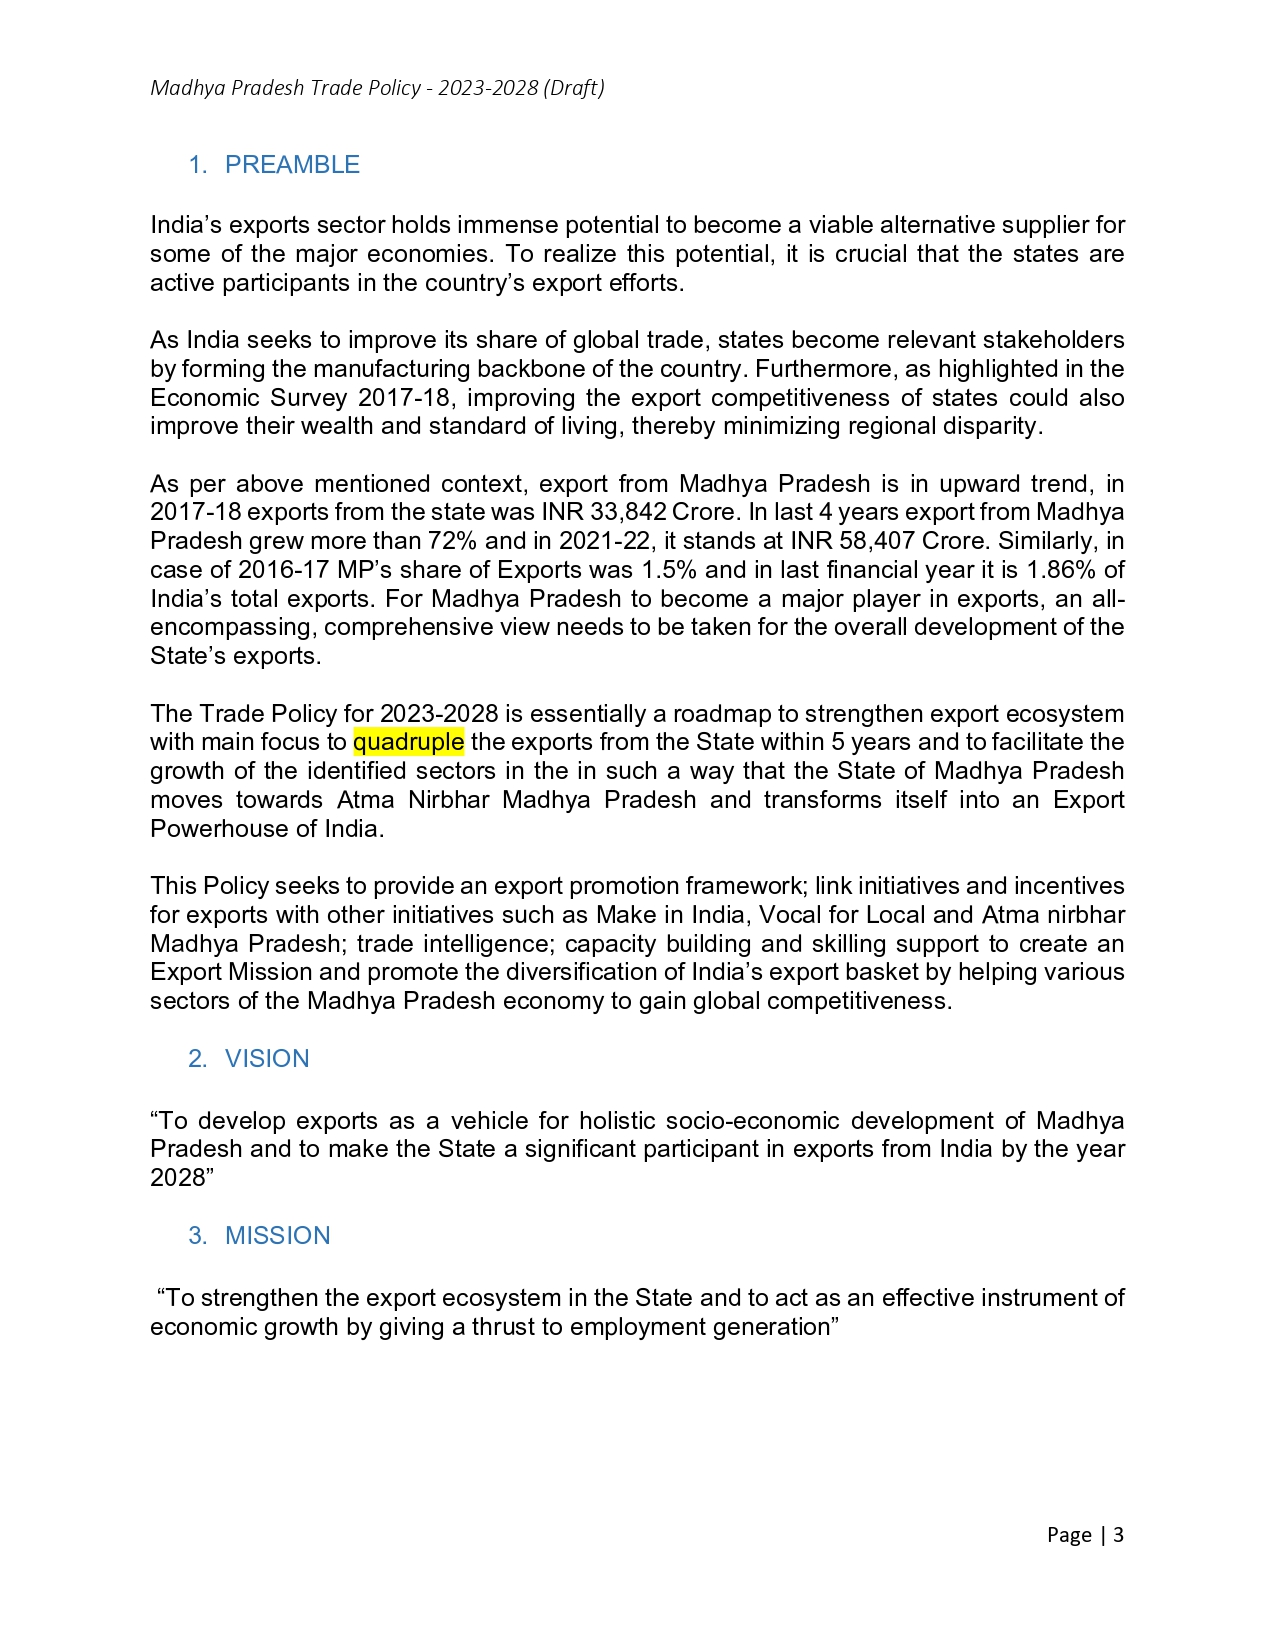 Madhya Pradesh Trade Policy - 2023-2028 (Draft)
1. PREAMBLE
India’s exports sector holds immense potential to become a viable alternative supplier for
some of the major economies. To realize this potential, it is crucial that the states are
active participants in the country’s export efforts.
As India seeks to improve its share of global trade, states become relevant stakeholders
by forming the manufacturing backbone of the country. Furthermore, as highlighted in the
Economic Survey 2017-18, improving the export competitiveness of states could also
improve their wealth and standard of living, thereby minimizing regional disparity.
As per above mentioned context, export from Madhya Pradesh is in upward trend, in
2017-18 exports from the state was INR 33,842 Crore. In last 4 years export from Madhya
Pradesh grew more than 72% and in 2021-22, it stands at INR 58,407 Crore. Similarly, in
case of 2016-17 MP’s share of Exports was 1.5% and in last financial year it is 1.86% of
India’s total exports. For Madhya Pradesh to become a major player in exports, an all-
encompassing, comprehensive view needs to be taken for the overall development of the
State’s exports.
The Trade Policy for 2023-2028 is essentially a roadmap to strengthen export ecosystem
with main focus to quadruple the exports from the State within 5 years and to facilitate the
growth of the identified sectors in the in such a way that the State of Madhya Pradesh
moves towards Atma Nirbhar Madhya Pradesh and transforms itself into an Export
Powerhouse of India.
This Policy seeks to provide an export promotion framework; link initiatives and incentives
for exports with other initiatives such as Make in India, Vocal for Local and Atma nirbhar
Madhya Pradesh; trade intelligence; capacity building and skilling support to create an
Export Mission and promote the diversification of India’s export basket by helping various
sectors of the Madhya Pradesh economy to gain global competitiveness.
2. VISION
“To develop exports as a vehicle for holistic socio-economic development of Madhya
Pradesh and to make the State a significant participant in exports from India by the year
2028”
3. MISSION
“To strengthen the export ecosystem in the State and to act as an effective instrument of
economic growth by giving a thrust to employment generation”
Page | 3